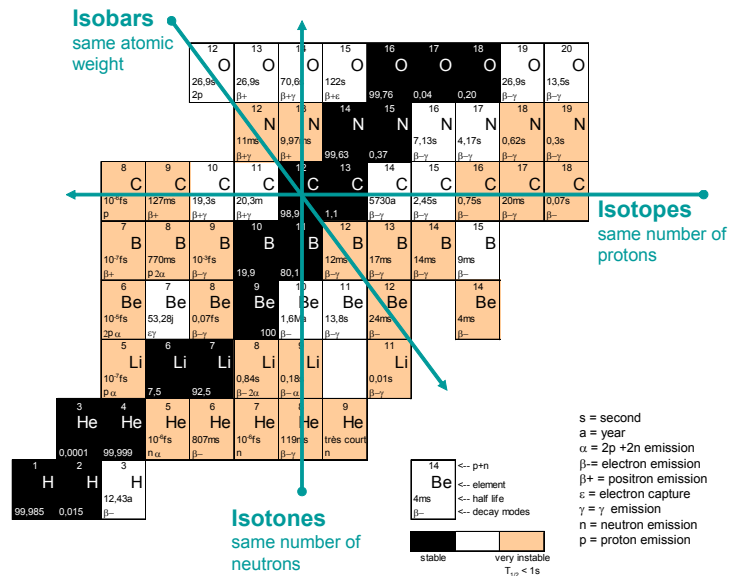 Isobars
same atomic
weight
12 13 14 15 16 17 18 19 20
O O O O O O O O O
26,9s 26,9s 70,6s 122s 26,9s 13,5s
2p β+ β+γ β+ε 99,76 0,04 0,20 β−γ β−γ
12 13 14 15 16 17 18 19
N N N N N N N N
11ms 9,97ms 7,13s 4,17s 0,62s 0,3s
β+γ β+ 99,63 0,37 β−γ β−γ β−γ β−γ
8 9 10 11 12 13 14 15 16 17 18
C C C C C C C C C C C
10⁻⁶fs 127ms 19,3s 20,3m 5730a 2,45s 0,75s 20ms 0,07s
p β+ β+γ β+γ 98,9 1,1 β−γ β−γ β− β−γ β−
Isotopes
same number of
protons
7 8 9 10 11 12 13 14 15
B B B B B B B B B
10⁻⁷fs 770ms 10⁻³fs 12ms 17ms 14ms 9ms
β+ p 2α β−γ 19,9 80,1 β−γ β−γ β−γ β−
6 7 8 9 10 11 12 14
Be Be Be Be Be Be Be Be
53,28j 0,07fs 1,6Ma 13,8s 24ms 4ms
2p α εγ β−γ 100 β− β−γ β− β−
5 6 7 8 9 11
Li Li Li Li Li Li
10⁻⁷fs 0,84s 0,18s 0,01s
p α 7,5 92,5 β− 2α β− α β−γ
3 4 5 6 7 8 9
He He He He He He He
10⁻⁶fs 807ms 10⁻⁶fs 119ms très court
0,0001 99,999 n α β− n β−γ n
1 2 3
H H H
12,43a
99,985 0,015 β−
Isotones
same number of
neutrons
14 <-- p+n
Be <-- element
4ms <-- half life
β− <-- decay modes
stable very instable
T1/2 < 1s
s = second
a = year
α = 2p +2n emission
β-= electron emission
β+ = positron emission
ε = electron capture
γ = γ emission
n = neutron emission
p = proton emission